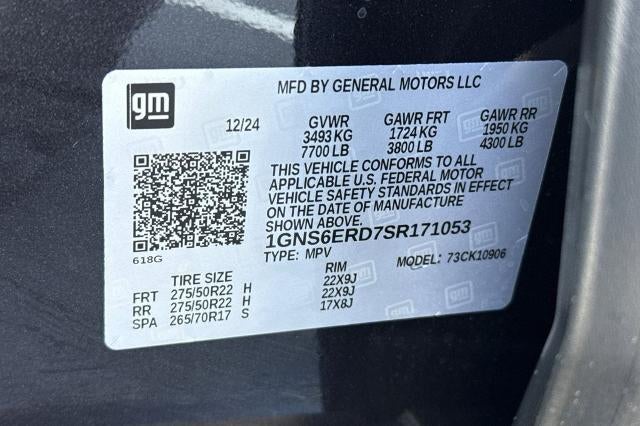 gm
MFD BY GENERAL MOTORS LLC
12/24 GVWR GAWR FRT GAWR RR
3493 KG 1724 KG 1950 KG
7700 LB 3800 LB 4300 LB
THIS VEHICLE CONFORMS TO ALL
APPLICABLE U.S. FEDERAL MOTOR
VEHICLE SAFETY STANDARDS IN EFFECT
ON THE DATE OF MANUFACTURE
SHOWN ABOVE.
1GNS6ERD7SR171053
618G
TYPE: MPV MODEL: 73CK10906
TIRE SIZE RIM
FRT 275/50R22 H 22X9J
RR 275/50R22 H 22X9J
SPA 265/70R17 S 17X8J